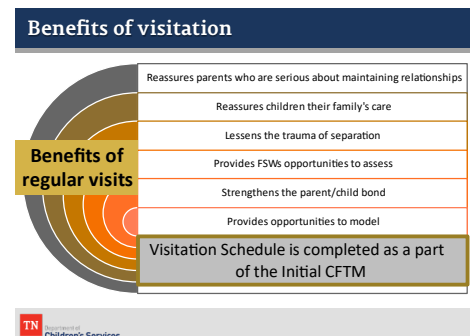 Benefits of visitation
Reassures parents who are serious about maintaining relationships
Reassures children their family's care
Lessens the trauma of separation
Benefits of
regular visits
Provides FSWs opportunities to assess
Strengthens the parent/child bond
Provides opportunities to model
Visitation Schedule is completed as a part
of the Initial CFTM
TN
Department of
Children's Services